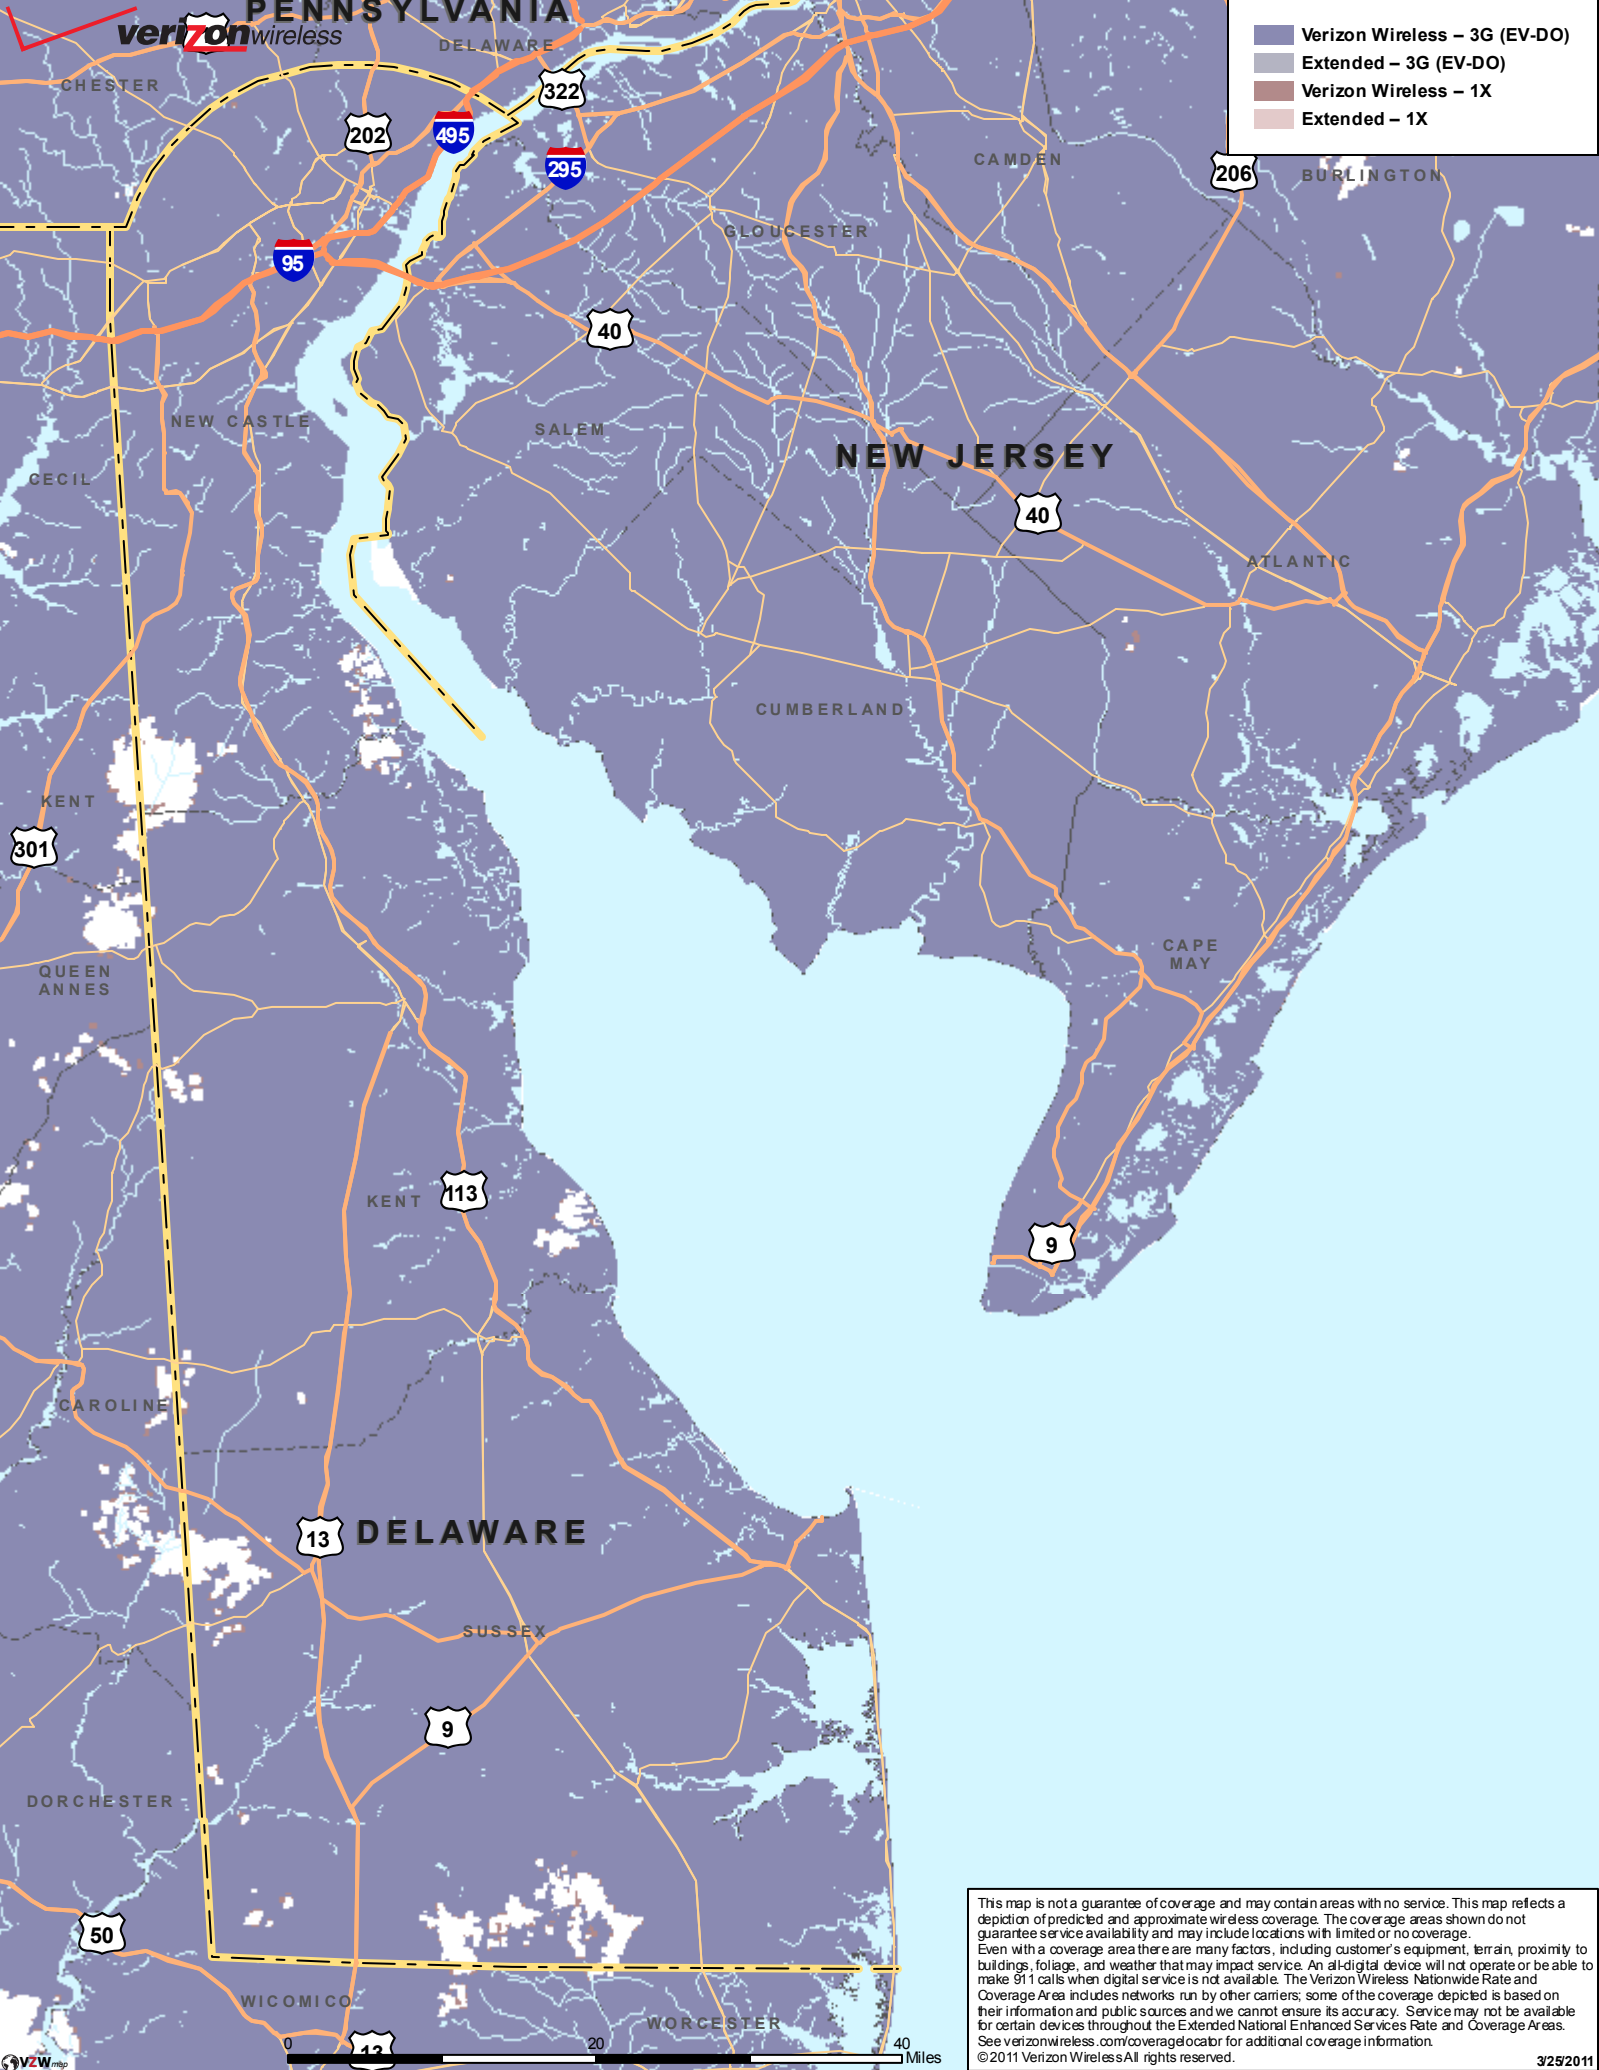 PENNSYLVANIA
verizon wireless
DELAWARE
CHESTER
322
202
495
295
95
Verizon Wireless – 3G (EV-DO)
Extended – 3G (EV-DO)
Verizon Wireless – 1X
Extended – 1X
CAMDEN
206
BURLINGTON
GLOUCESTER
40
NEW CASTLE
SALEM
NEW JERSEY
CECIL
40
ATLANTIC
CUMBERLAND
KENT
301
CAPE
MAY
QUEEN
ANNES
KENT
113
9
CAROLINE
13
DELAWARE
SUSSEX
9
DORCHESTER
50
WICOMICO
WORCESTER
13
0 20 40
Miles
VZWmap
This map is not a guarantee of coverage and may contain areas with no service. This map reflects a
depiction of predicted and approximate wireless coverage. The coverage areas shown do not
guarantee service availability and may include locations with limited or no coverage.
Even with a coverage area there are many factors, including customer's equipment, terrain, proximity to
buildings, foliage, and weather that may impact service. An all-digital device will not operate or be able to
make 911 calls when digital service is not available. The Verizon Wireless Nationwide Rate and
Coverage Area includes networks run by other carriers; some of the coverage depicted is based on
their information and public sources and we cannot ensure its accuracy. Service may not be available
for certain devices throughout the Extended National Enhanced Services Rate and Coverage Areas.
See verizonwireless.com/coveragelocator for additional coverage information.
©2011 Verizon Wireless All rights reserved.
3/25/2011